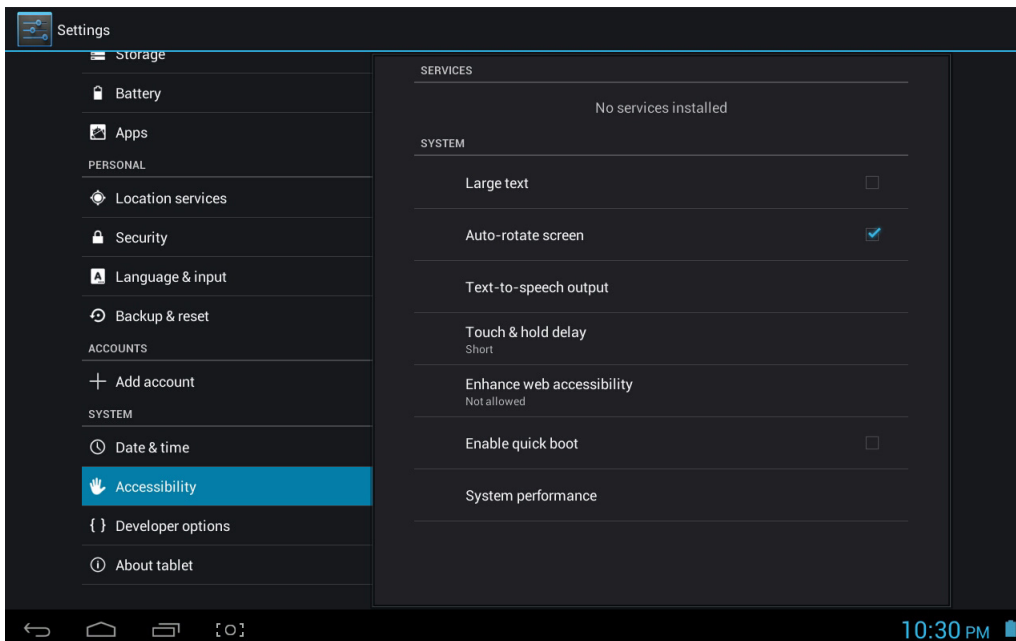 Settings
Storage
Battery
Apps
PERSONAL
Location services
Security
Language & input
Backup & reset
ACCOUNTS
Add account
SYSTEM
Date & time
Accessibility
Developer options
About tablet
SERVICES
No services installed
SYSTEM
Large text
Auto-rotate screen
Text-to-speech output
Touch & hold delay
Short
Enhance web accessibility
Not allowed
Enable quick boot
System performance
10:30 PM